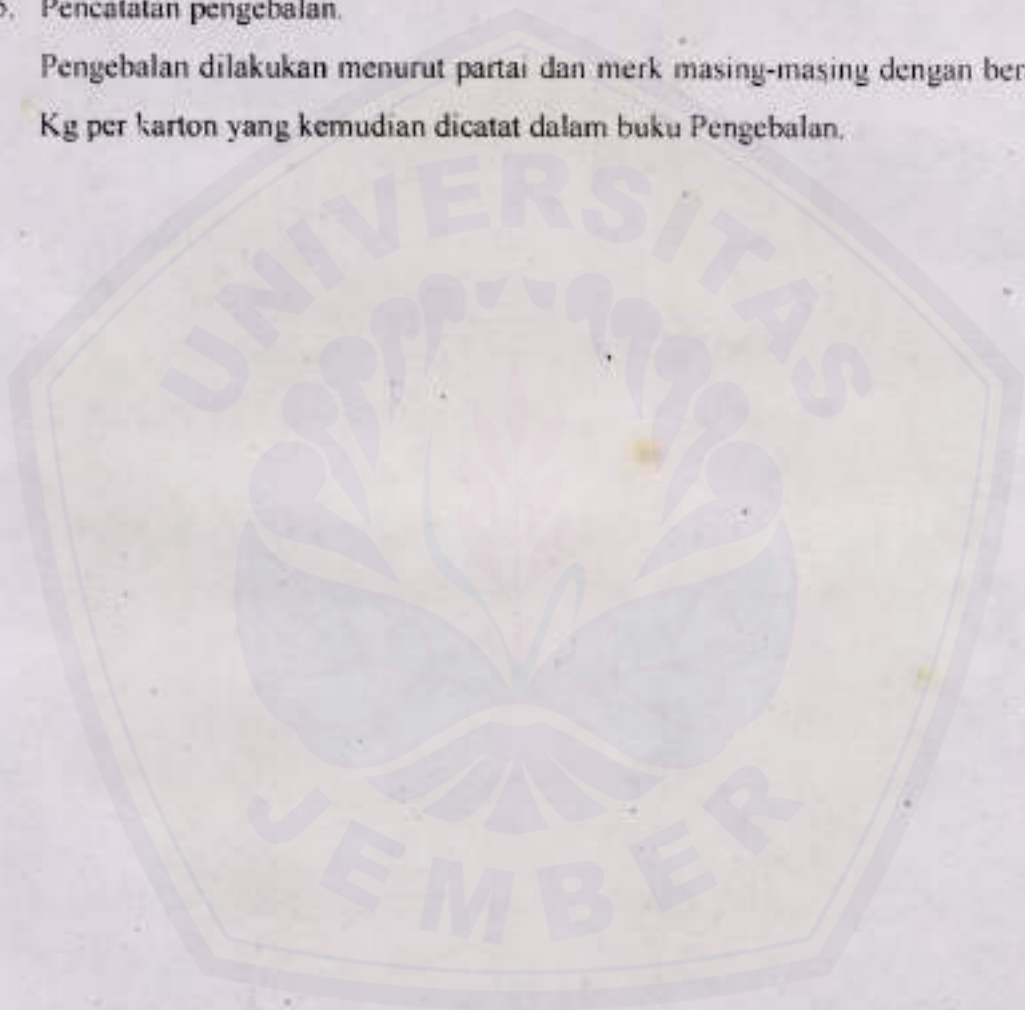 Pencatatan pengebalan.
Pengebalan dilakukan menurut partai dan merk masing-masing dengan ber
Kg per karton yang kemudian dicatat dalam buku Pengebalan.
UNIVERSITAS
JEMBER